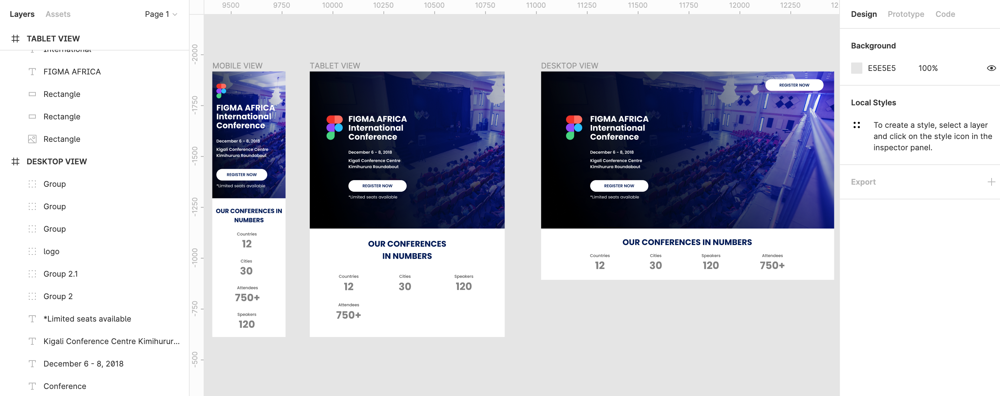 Layers
Assets
Page 1
TABLET VIEW
International
FIGMA AFRICA
Rectangle
Rectangle
Rectangle
DESKTOP VIEW
Group
Group
Group
logo
Group 2.1
Group 2
*Limited seats available
Kigali Conference Centre Kimihurur...
December 6 - 8, 2018
Conference
9500 9750 10000 10250 10500 10750 11000 11250 11500 11750 12000 12250 12
-2000
-1750
-1500
-1250
-1000
-750
-500
MOBILE VIEW
FIGMA AFRICA
International
Conference
December 6 - 8, 2018
Kigali Conference Centre
Kimihurura Roundabout
REGISTER NOW
*Limited seats available
OUR CONFERENCES IN
NUMBERS
Countries
12
Cities
30
Attendees
750+
Speakers
120
TABLET VIEW
FIGMA AFRICA
International
Conference
December 6 - 8, 2018
Kigali Conference Centre
Kimihurura Roundabout
REGISTER NOW
*Limited seats available
OUR CONFERENCES
IN NUMBERS
Countries
12
Cities
30
Speakers
120
Attendees
750+
DESKTOP VIEW
REGISTER NOW
FIGMA AFRICA
International
Conference
December 6 - 8, 2018
Kigali Conference Centre
Kimihurura Roundabout
REGISTER NOW
*Limited seats available
OUR CONFERENCES IN NUMBERS
Countries
12
Cities
30
Speakers
120
Attendees
750+
Design
Prototype
Code
Background
E5E5E5
100%
Local Styles
To create a style, select a layer
and click on the style icon in the
inspector panel.
Export